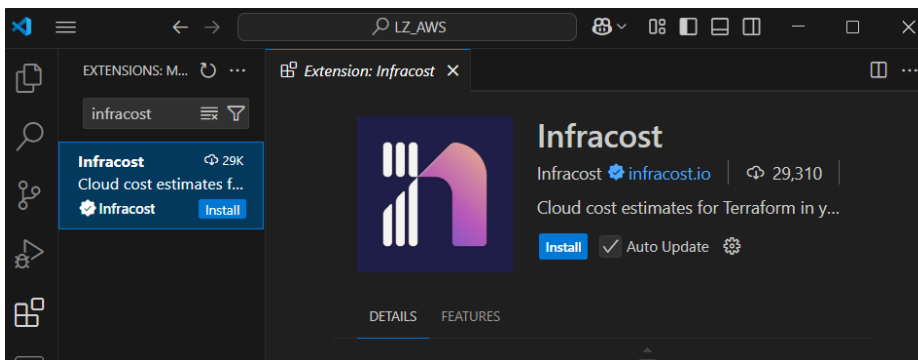 LZ_AWS
EXTENSIONS: M...
infracost
Infracost 29K
Cloud cost estimates f...
Infracost Install
Extension: Infracost
Infracost
Infracost infracost.io 29,310
Cloud cost estimates for Terraform in y...
Install Auto Update
DETAILS FEATURES